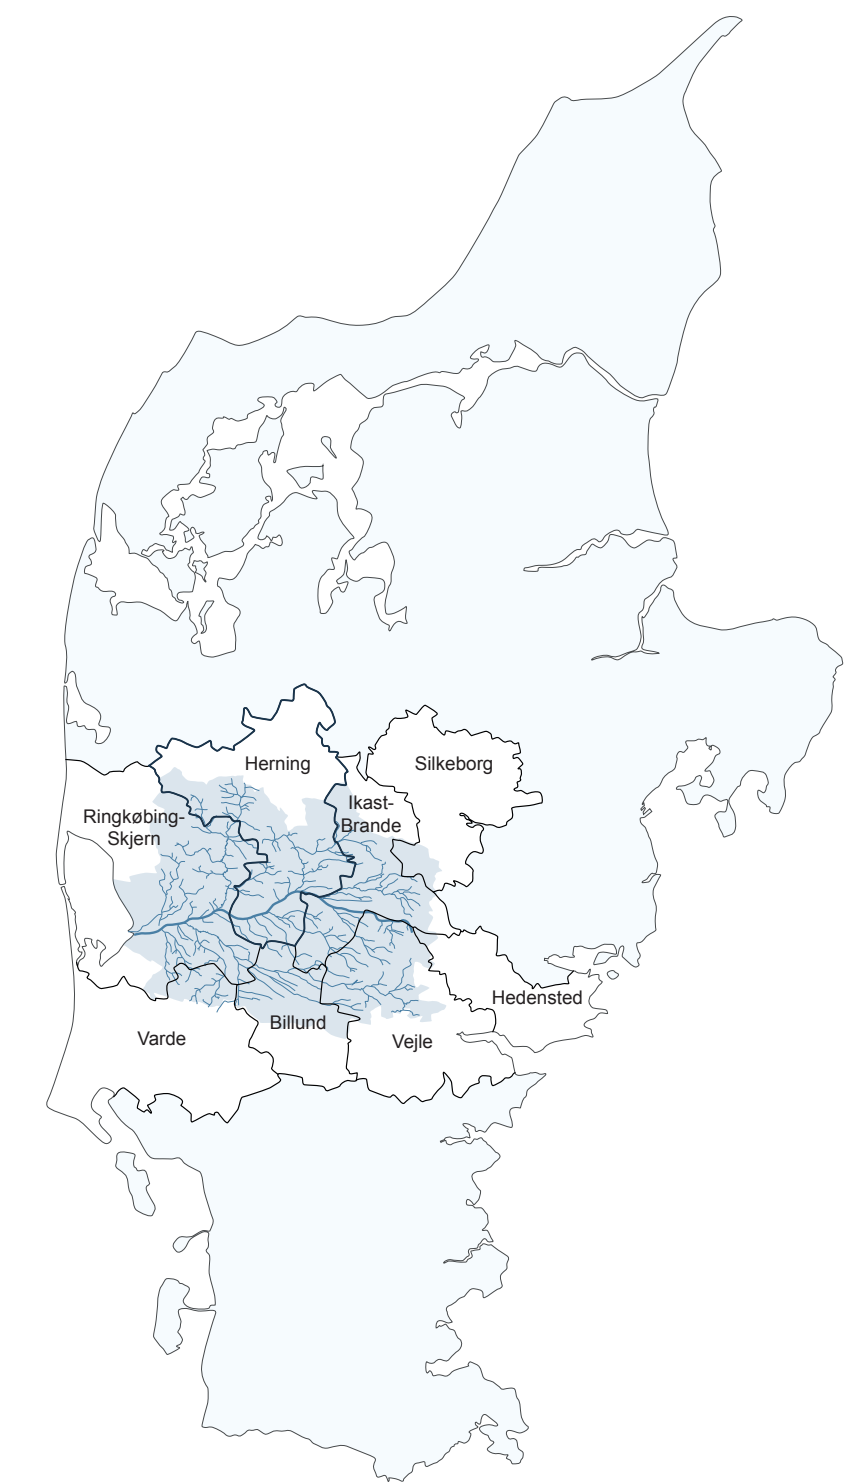 Herning
Silkeborg
Ikast-
Brande
Ringkøbing-
Skjern
Hedensted
Billund
Varde
Vejle